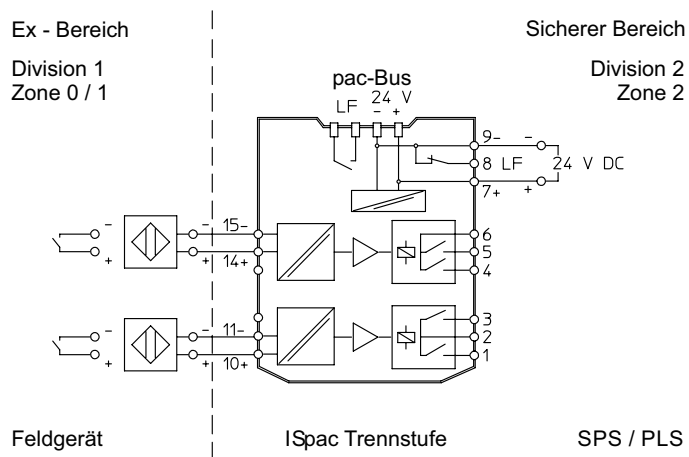 Ex - Bereich
Sicherer Bereich
Division 1
Zone 0 / 1
Division 2
Zone 2
pac-Bus
LF 24 V
- +
9- -
8 LF 24 V DC
7+ +
- - 15-
+ + 14+
6
5
4
- - 11-
+ + 10+
3
2
1
Feldgerät
ISpac Trennstufe
SPS / PLS